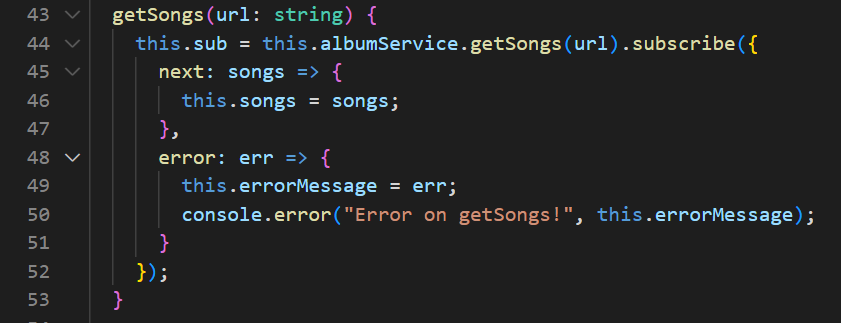 43 getSongs(url: string) {
44 this.sub = this.albumService.getSongs(url).subscribe({
45 next: songs => {
46 this.songs = songs;
47 },
48 error: err => {
49 this.errorMessage = err;
50 console.error("Error on getSongs!", this.errorMessage);
51 }
52 });
53 }